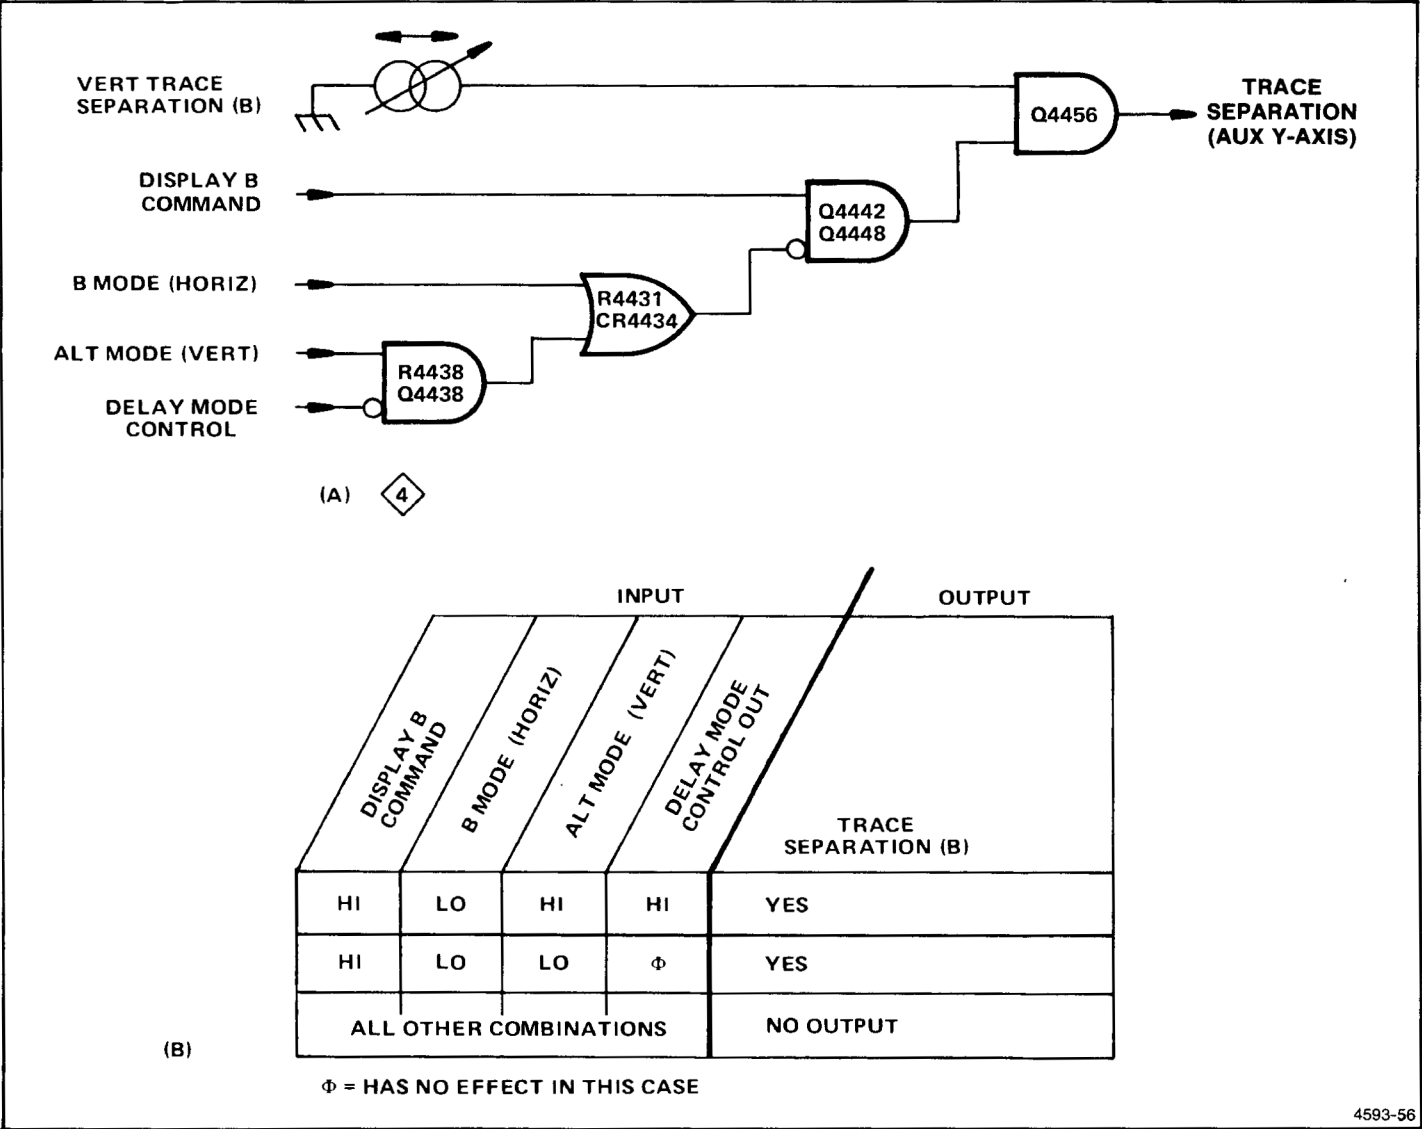 VERT TRACE
SEPARATION (B)
Q4456
TRACE
SEPARATION
(AUX Y-AXIS)
DISPLAY B
COMMAND
Q4442
Q4448
B MODE (HORIZ)
R4431
CR4434
ALT MODE (VERT)
R4438
Q4438
DELAY MODE
CONTROL
(A) 4
INPUT OUTPUT
DISPLAY B
COMMAND
B MODE (HORIZ)
ALT MODE (VERT)
DELAY MODE
CONTROL OUT
TRACE
SEPARATION (B)
HI LO HI HI YES
HI LO LO Φ YES
ALL OTHER COMBINATIONS NO OUTPUT
(B)
Φ = HAS NO EFFECT IN THIS CASE
4593-56